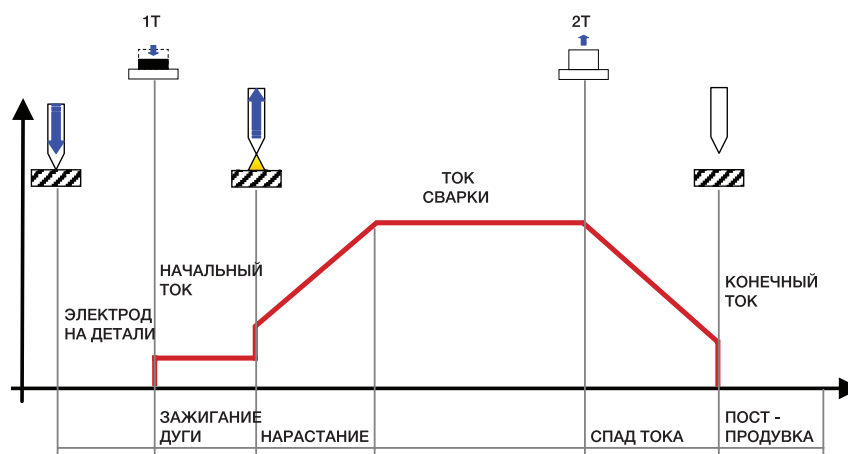 1T
2T
ТОК
СВАРКИ
НАЧАЛЬНЫЙ
ТОК
КОНЕЧНЫЙ
ТОК
ЭЛЕКТРОД
НА ДЕТАЛИ
ЗАЖИГАНИЕ
ДУГИ
НАРАСТАНИЕ
СПАД ТОКА
ПОСТ -
ПРОДУВКА